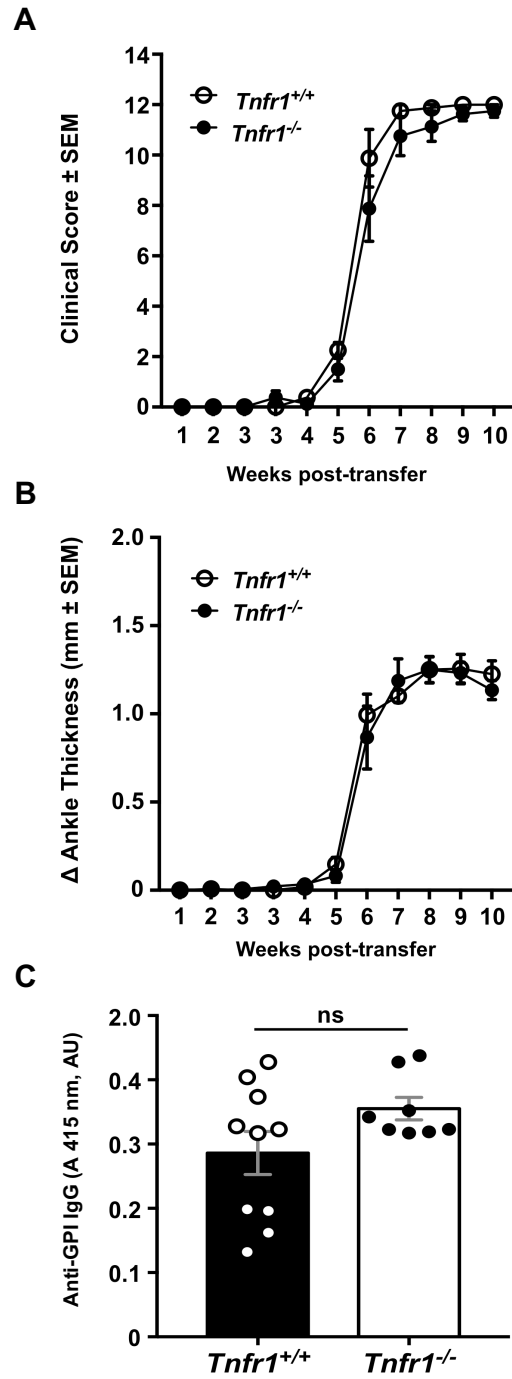 A
Clinical Score ± SEM
14
12
10
8
6
4
2
0
Tnfr1+/+
Tnfr1-/-
1 2 3 3 4 5 6 7 8 9 10
Weeks post-transfer
B
Δ Ankle Thickness (mm ± SEM)
2.0
1.5
1.0
0.5
0
Tnfr1+/+
Tnfr1-/-
1 2 3 3 4 5 6 7 8 9 10
Weeks post-transfer
C
Anti-GPI IgG (A 415 nm, AU)
2.0
0.4
0.3
0.2
0.1
0
ns
Tnfr1+/+ Tnfr1-/-